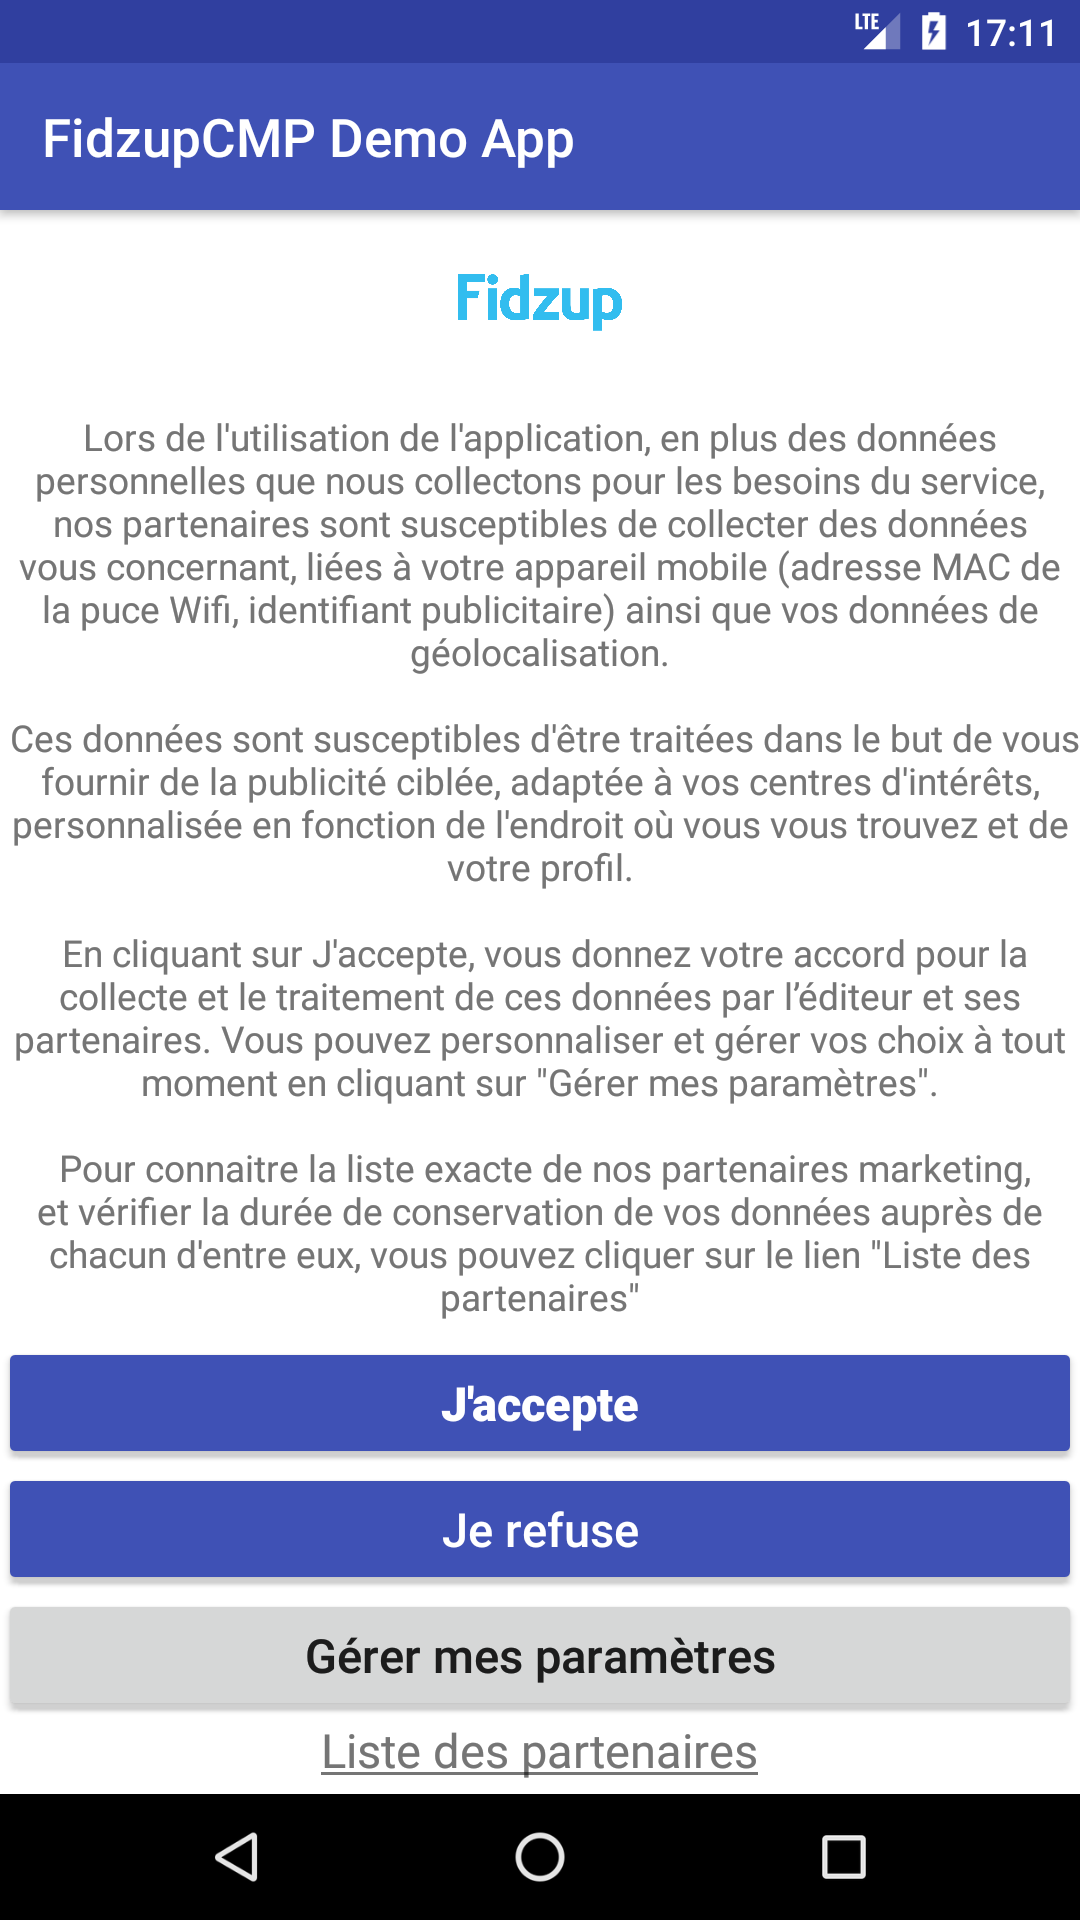 LTE 17:11
FidzupCMP Demo App
Fidzup
Lors de l'utilisation de l'application, en plus des données
personnelles que nous collectons pour les besoins du service,
nos partenaires sont susceptibles de collecter des données
vous concernant, liées à votre appareil mobile (adresse MAC de
la puce Wifi, identifiant publicitaire) ainsi que vos données de
géolocalisation.
Ces données sont susceptibles d'être traitées dans le but de vous
fournir de la publicité ciblée, adaptée à vos centres d'intérêts,
personnalisée en fonction de l'endroit où vous vous trouvez et de
votre profil.
En cliquant sur J'accepte, vous donnez votre accord pour la
collecte et le traitement de ces données par l’éditeur et ses
partenaires. Vous pouvez personnaliser et gérer vos choix à tout
moment en cliquant sur "Gérer mes paramètres".
Pour connaitre la liste exacte de nos partenaires marketing,
et vérifier la durée de conservation de vos données auprès de
chacun d'entre eux, vous pouvez cliquer sur le lien "Liste des
partenaires"
J'accepte
Je refuse
Gérer mes paramètres
Liste des partenaires